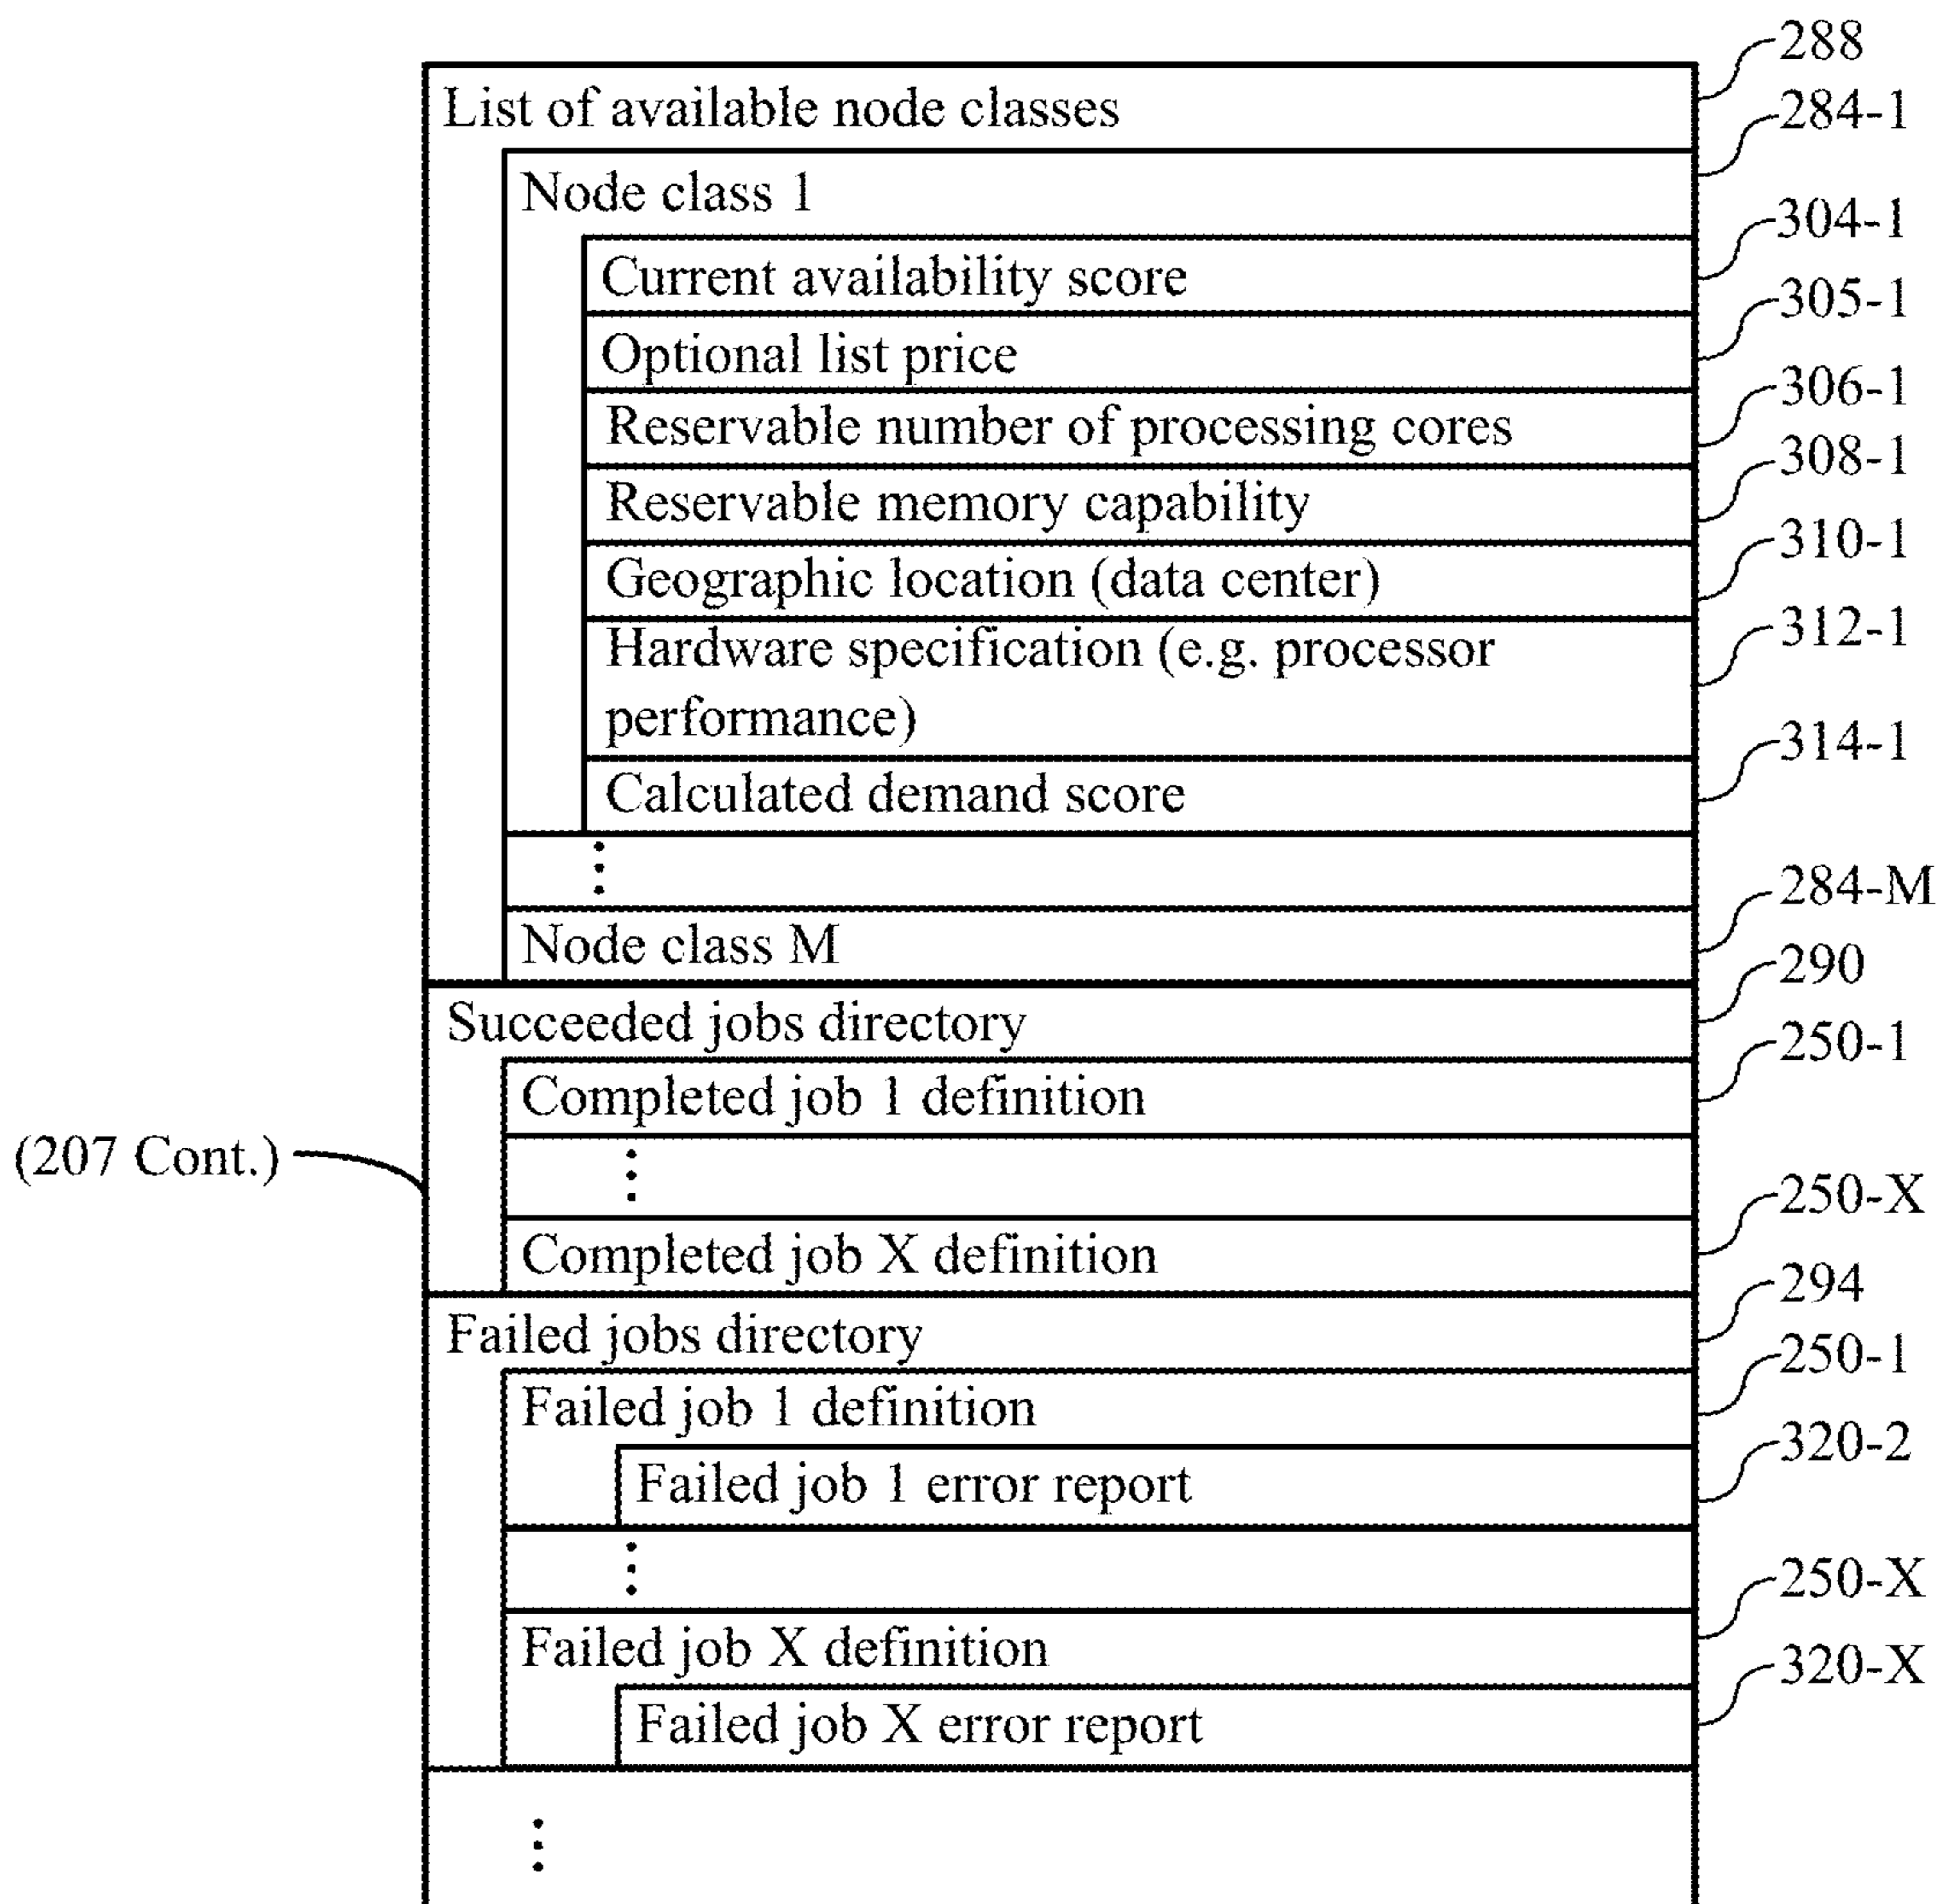 288
List of available node classes
284-1
Node class 1
304-1
Current availability score
305-1
Optional list price
306-1
Reservable number of processing cores
308-1
Reservable memory capability
310-1
Geographic location (data center)
312-1
Hardware specification (e.g. processor
performance)
314-1
Calculated demand score
284-M
Node class M
290
Succeeded jobs directory
250-1
Completed job 1 definition
(207 Cont.)
250-X
Completed job X definition
294
Failed jobs directory
250-1
Failed job 1 definition
320-2
Failed job 1 error report
250-X
Failed job X definition
320-X
Failed job X error report